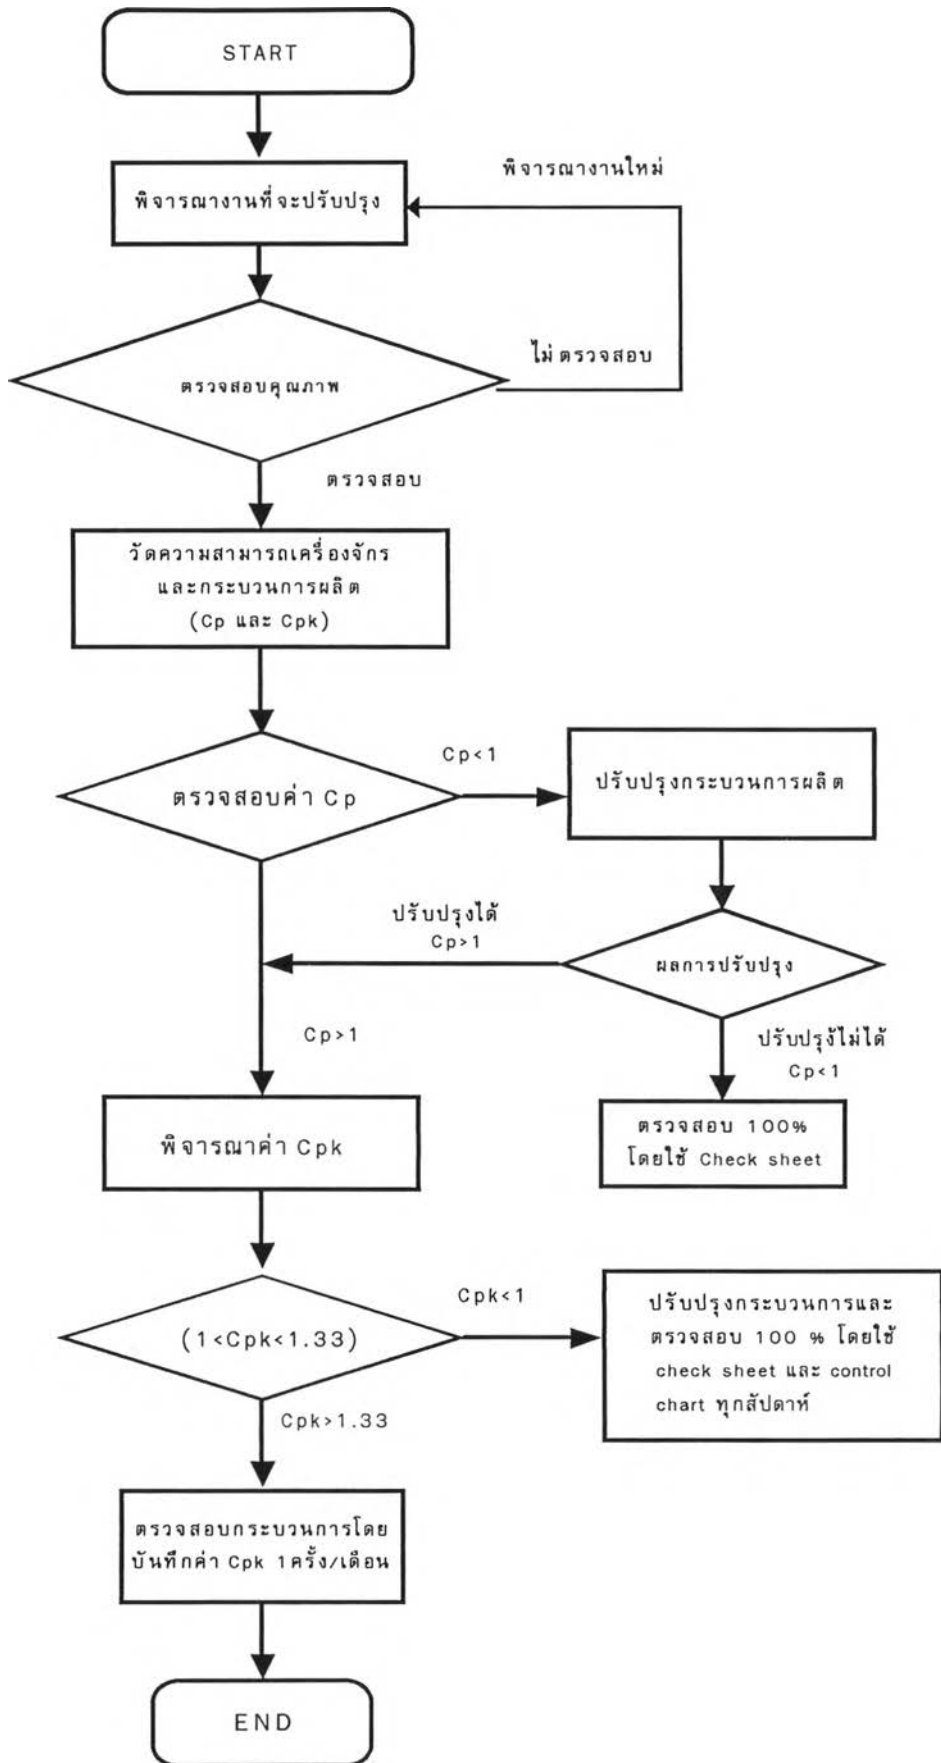 START
พิจารณางานใหม่
พิจารณางานที่จะปรับปรุง
ไม่ตรวจสอบ
ตรวจสอบคุณภาพ
ตรวจสอบ
วัดความสามารถเครื่องจักร
และกระบวนการผลิต
(Cp และ Cpk)
Cp<1
ปรับปรุงกระบวนการผลิต
ตรวจสอบค่า Cp
ปรับปรุงได้
Cp>1
ผลการปรับปรุง
Cp>1
ปรับปรุงไม่ได้
Cp<1
ตรวจสอบ 100%
โดยใช้ Check sheet
พิจารณาค่า Cpk
Cpk<1
(1<Cpk<1.33)
ปรับปรุงกระบวนการและ
ตรวจสอบ 100 % โดยใช้
check sheet และ control
chart ทุกสัปดาห์
Cpk>1.33
ตรวจสอบกระบวนการโดย
บันทึกค่า Cpk 1ครั้ง/เดือน
END